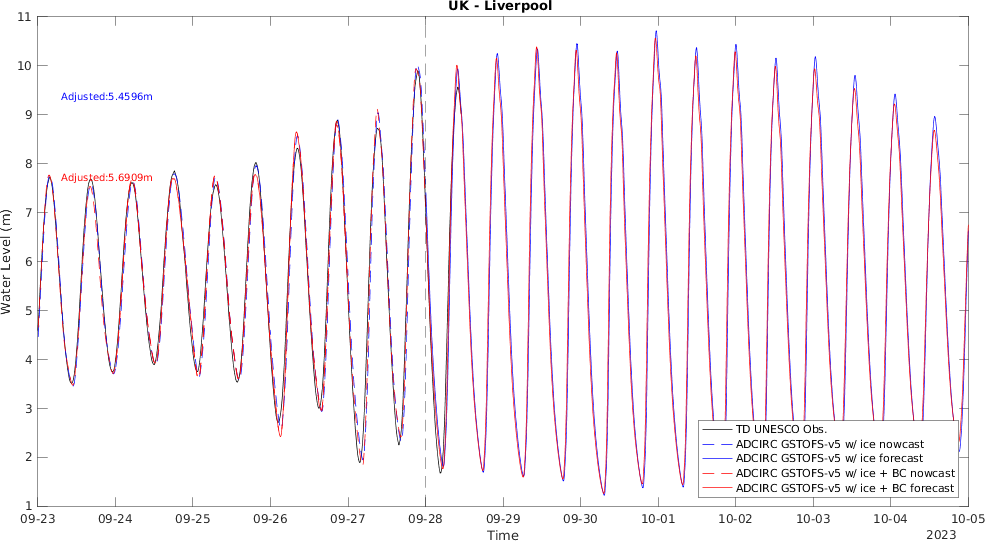 UK - Liverpool
11
10
9
8
7
6
5
4
3
2
1
Water Level (m)
Adjusted:5.4596m
Adjusted:5.6909m
TD UNESCO Obs.
ADCIRC GSTOFS-v5 w/ ice nowcast
ADCIRC GSTOFS-v5 w/ ice forecast
ADCIRC GSTOFS-v5 w/ ice + BC nowcast
ADCIRC GSTOFS-v5 w/ ice + BC forecast
09-23 09-24 09-25 09-26 09-27 09-28 09-29 09-30 10-01 10-02 10-03 10-04 10-05
Time
2023